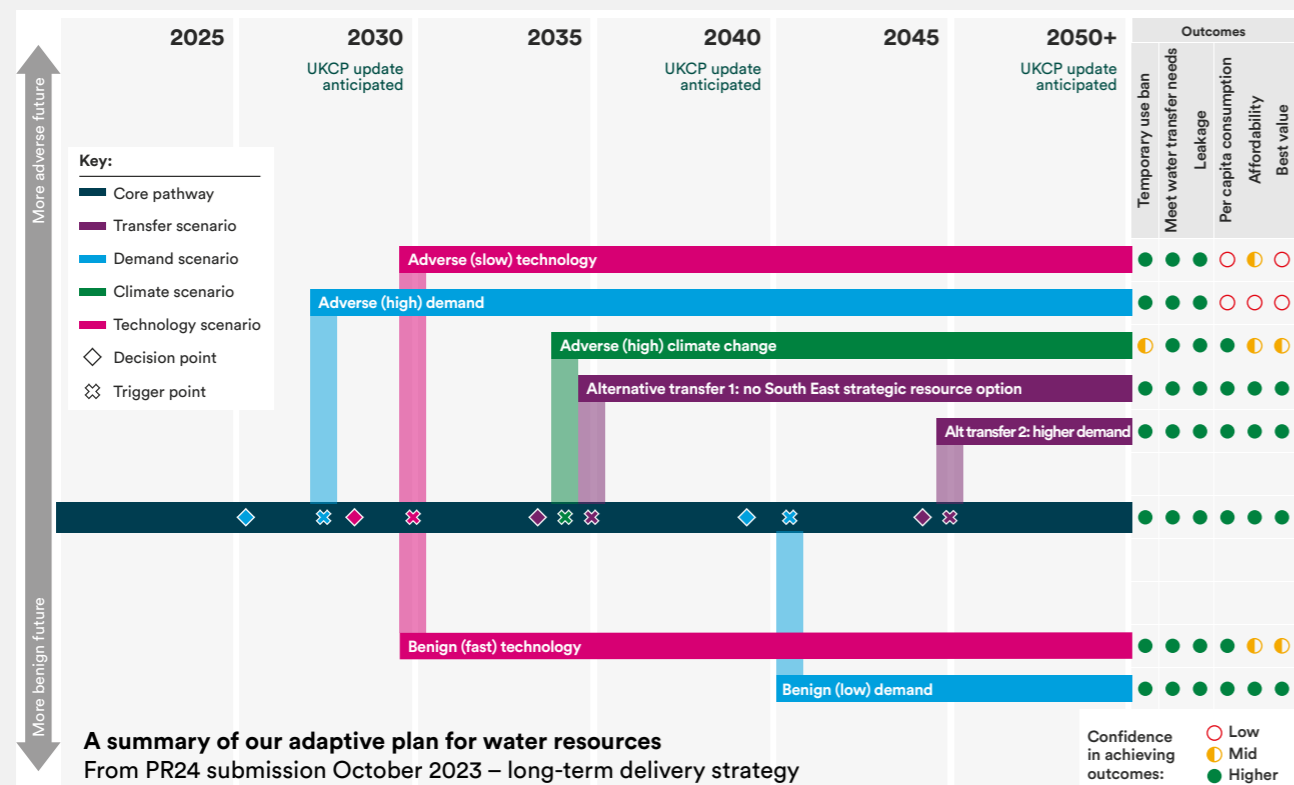 2025
2030
2035
2040
2045
2050+
Outcomes
UKCP update
anticipated
UKCP update
anticipated
UKCP update
anticipated
Temporary use ban
Meet water transfer needs
Leakage
Per capita consumption
Affordability
Best value
More adverse future
Key:
Core pathway
Transfer scenario
Demand scenario
Climate scenario
Technology scenario
Decision point
Trigger point
Adverse (slow) technology
Adverse (high) demand
Adverse (high) climate change
Alternative transfer 1: no South East strategic resource option
Alt transfer 2: higher demand
More benign future
Benign (fast) technology
Benign (low) demand
A summary of our adaptive plan for water resources
From PR24 submission October 2023 – long-term delivery strategy
Confidence
in achieving
outcomes:
Low
Mid
Higher